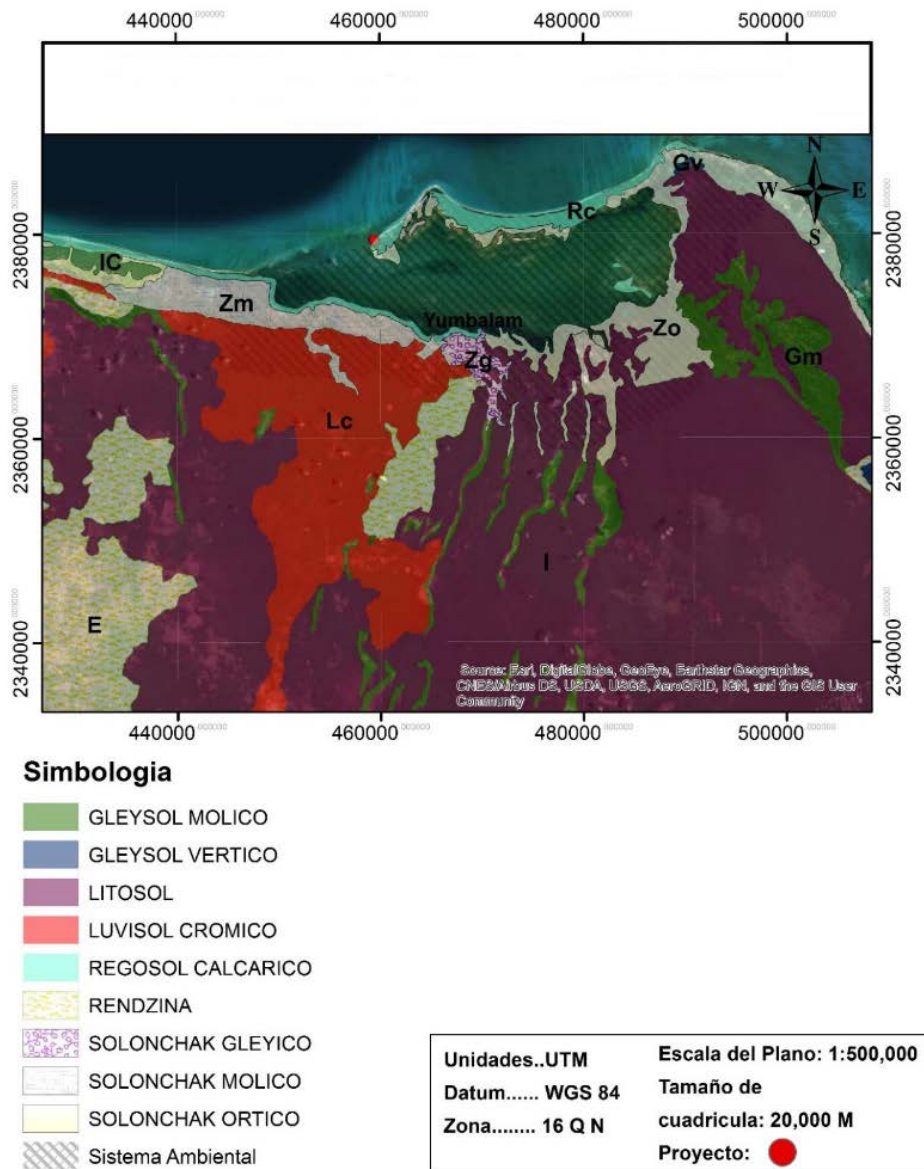 440000 460000 480000 500000
N
W E
S
Gv
Rc
2380000 2380000
IC
Zm
Yumbalam
Zo
Zg
Gm
Lc
2360000 2360000
I
E
2340000 2340000
Source: Esri, DigitalGlobe, GeoEye, Earthstar Geographics,
CNES/Airbus DS, USDA, USGS, AeroGRID, IGN, and the GIS User
Community
440000 460000 480000 500000
Simbologia
GLEYSOL MOLICO
GLEYSOL VERTICO
LITOSOL
LUVISOL CROMICO
REGOSOL CALCARICO
RENDZINA
SOLONCHAK GLEYICO
SOLONCHAK MOLICO
SOLONCHAK ORTICO
Sistema Ambiental
Unidades..UTM
Datum...... WGS 84
Zona........ 16 Q N
Escala del Plano: 1:500,000
Tamaño de
cuadricula: 20,000 M
Proyecto: